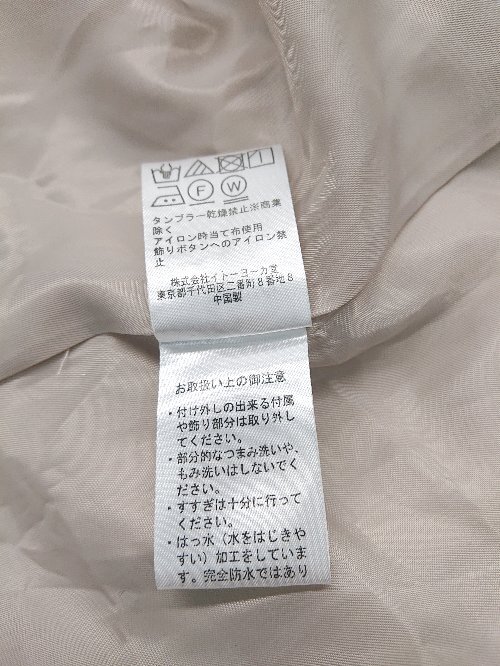 F W
タンブラー乾燥禁止※商業
除く
アイロン時当て布使用
飾りボタンへのアイロン禁
止
株式会社イトーヨーカ堂
東京都千代田区二番町8番地8
中国製
お取扱い上の御注意
・付け外しの出来る付属
や飾り部分は取り外し
てください。
・部分的なつまみ洗いや、
もみ洗いはしないでく
ださい。
・すすぎは十分に行って
ください。
・はっ水（水をはじきや
すい）加工をしていま
す。完全防水ではあり